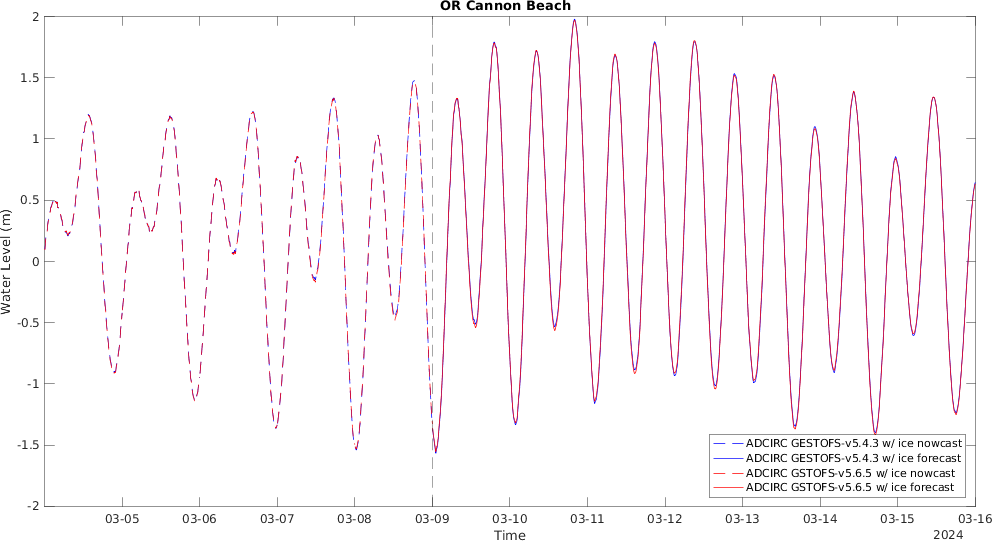 OR Cannon Beach
2
1.5
1
0.5
0
-0.5
-1
-1.5
-2
Water Level (m)
ADCIRC GESTOFS-v5.4.3 w/ ice nowcast
ADCIRC GESTOFS-v5.4.3 w/ ice forecast
ADCIRC GSTOFS-v5.6.5 w/ ice nowcast
ADCIRC GSTOFS-v5.6.5 w/ ice forecast
03-05 03-06 03-07 03-08 03-09 03-10 03-11 03-12 03-13 03-14 03-15 03-16
Time
2024